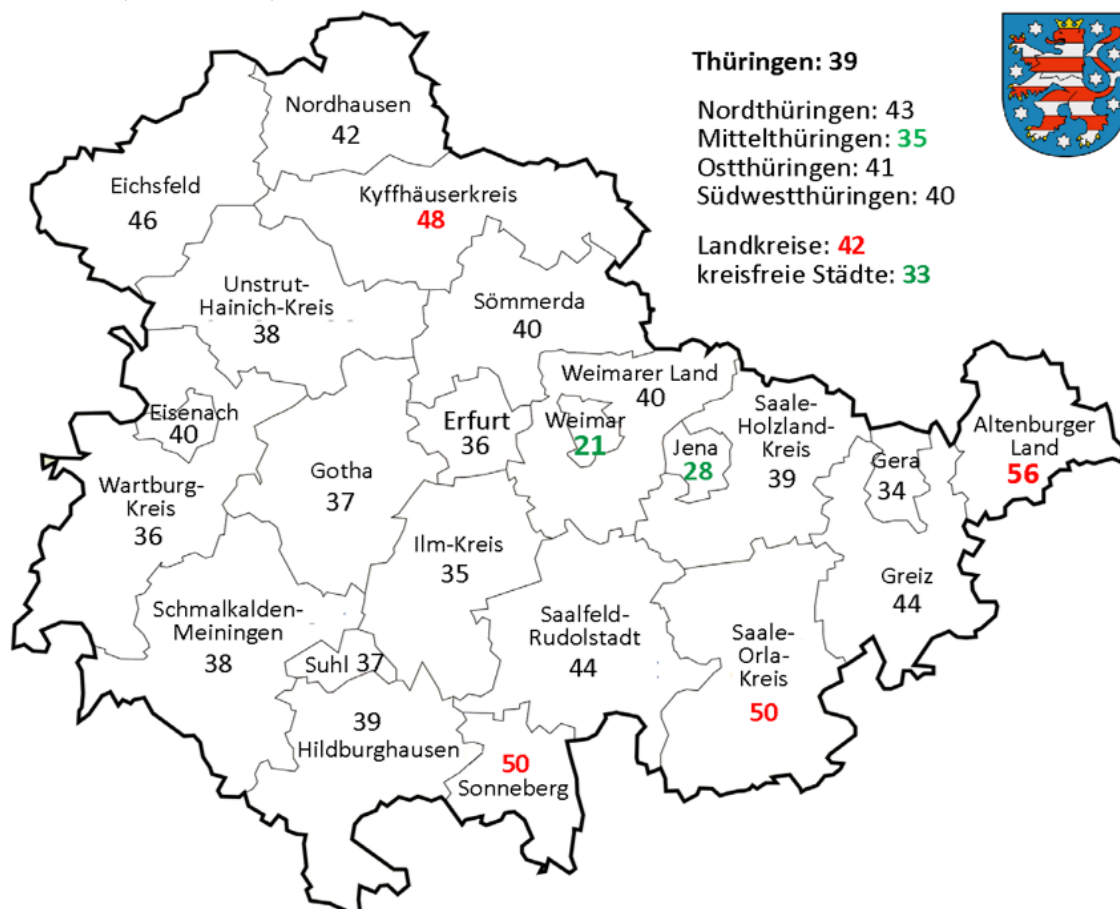 Thüringen: 39
Nordthüringen: 43
Mittelthüringen: 35
Ostthüringen: 41
Südwestthüringen: 40
Landkreise: 42
kreisfreie Städte: 33
Nordhausen
42
Eichsfeld
46
Kyffhäuserkreis
48
Unstrut-
Hainich-Kreis
38
Sömmerda
40
Weimarer Land
40
Eisenach
40
Erfurt
36
Weimar
21
Jena
28
Saale-
Holzland-
Kreis
39
Gera
34
Altenburger
Land
56
Wartburg-
Kreis
36
Gotha
37
Ilm-Kreis
35
Greiz
44
Schmalkalden-
Meiningen
38
Suhl 37
Saalfeld-
Rudolstadt
44
Saale-
Orla-
Kreis
50
39
Hildburghausen
50
Sonneberg